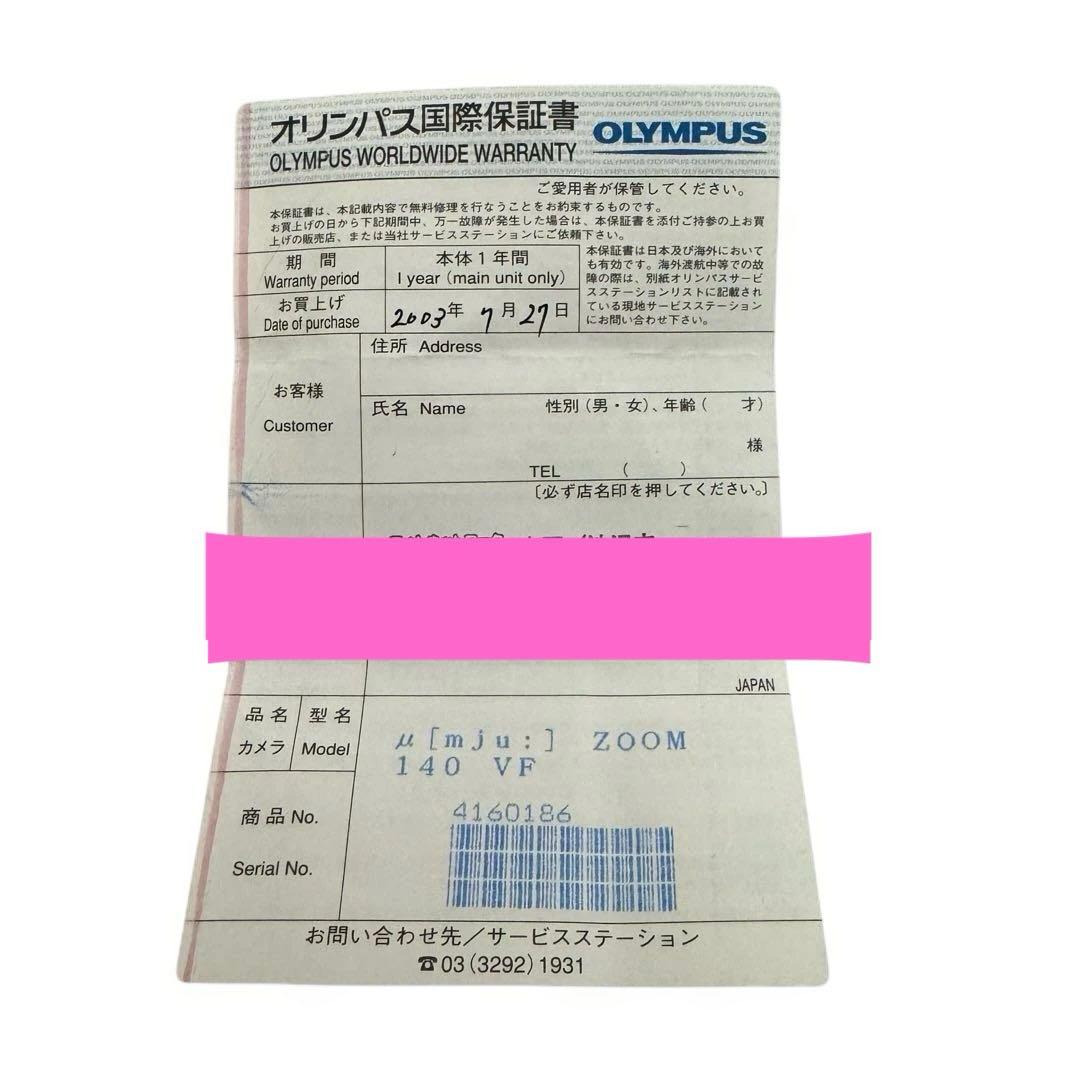 オリンパス国際保証書 OLYMPUS
OLYMPUS WORLDWIDE WARRANTY
ご愛用者が保管してください。
本保証書は、本記載内容で無料修理を行なうことをお約束するものです。
お買上げの日から下記期間中、万一故障が発生した場合は、本保証書を添付ご持参の上お買
上げの販売店、または当社サービスステーションにご依頼下さい。
期 間 本体1年間
Warranty period 1 year (main unit only)
お買上げ
Date of purchase 2003年 7月 27日
本保証書は日本及び海外において
も有効です。海外渡航中等での故
障の際は、別紙オリンパスサービ
スステーションリストに記載され
ている現地サービスステーション
にお問い合わせ下さい。
お客様
Customer
住所 Address
氏名 Name 性別(男・女)、年齢( 才)
様
TEL ( )
〔必ず店名印を押してください。〕
JAPAN
品名 型名
カメラ Model
μ[mju:] ZOOM
140 VF
商品No.
Serial No.
4160186
お問い合わせ先/サービスステーション
☎03(3292)1931